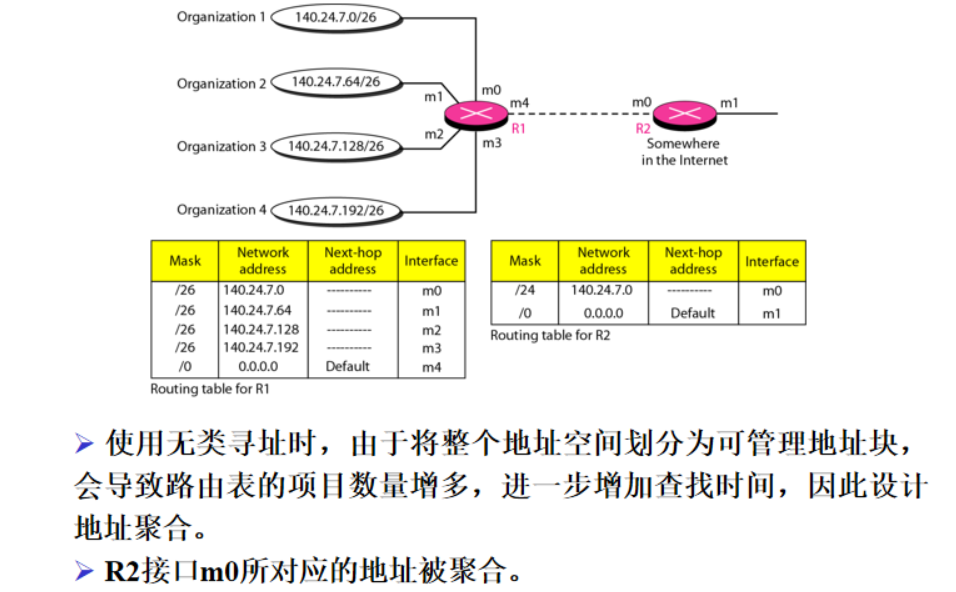 Organization 1 140.24.7.0/26
Organization 2 140.24.7.64/26
m1 m0
m4 m0 m1
R1 R2
Organization 3 140.24.7.128/26 m2 m3
Somewhere
in the Internet
Organization 4 140.24.7.192/26
Mask Network address Next-hop address Interface
/26 140.24.7.0 ---------- m0
/26 140.24.7.64 ---------- m1
/26 140.24.7.128 ---------- m2
/26 140.24.7.192 ---------- m3
/0 0.0.0.0 Default m4
Routing table for R1
Mask Network address Next-hop address Interface
/24 140.24.7.0 ---------- m0
/0 0.0.0.0 Default m1
Routing table for R2
➢ 使用无类寻址时，由于将整个地址空间划分为可管理地址块，
会导致路由表的项目数量增多，进一步增加查找时间，因此设计
地址聚合。
➢ R2接口m0所对应的地址被聚合。